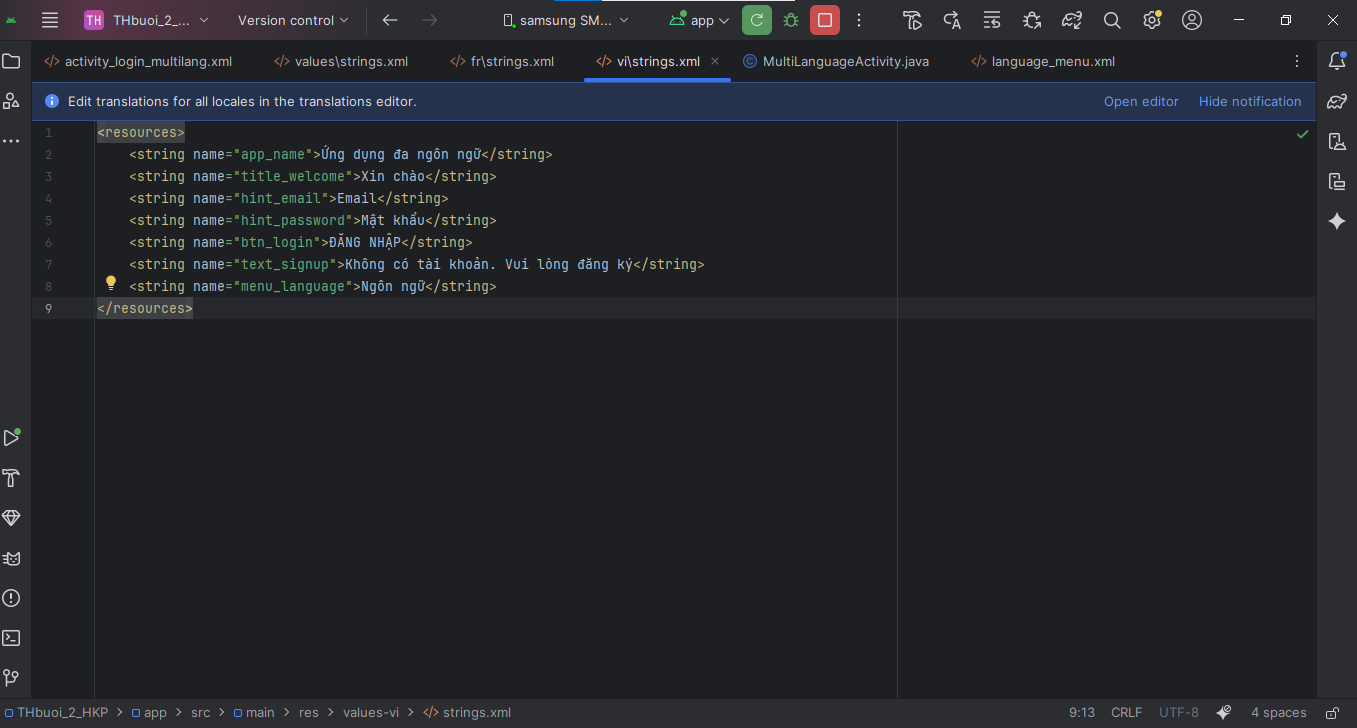 TH THbuoi_2_... Version control samsung SM... app
activity_login_multilang.xml values\strings.xml fr\strings.xml vi\strings.xml MultiLanguageActivity.java language_menu.xml
Edit translations for all locales in the translations editor. Open editor Hide notification
1 <resources>
2 <string name="app_name">Ứng dụng đa ngôn ngữ</string>
3 <string name="title_welcome">Xin chào</string>
4 <string name="hint_email">Email</string>
5 <string name="hint_password">Mật khẩu</string>
6 <string name="btn_login">ĐĂNG NHẬP</string>
7 <string name="text_signup">Không có tài khoản. Vui lòng đăng ký</string>
8 <string name="menu_language">Ngôn ngữ</string>
9 </resources>
THbuoi_2_HKP > app > src > main > res > values-vi > strings.xml 9:13 CRLF UTF-8 4 spaces